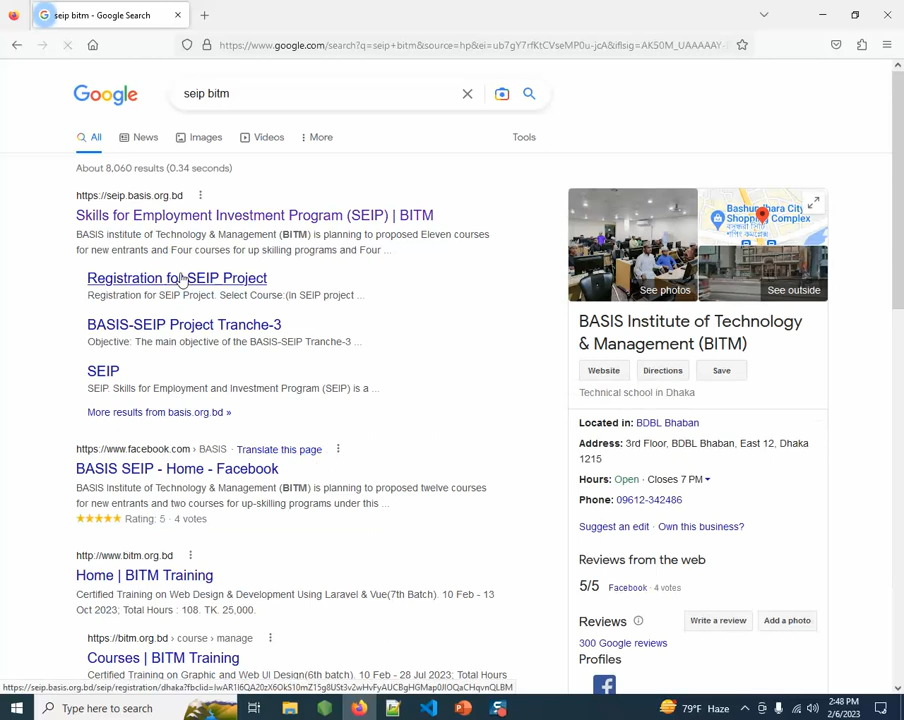 seip bitm - Google Search
https://www.google.com/search?q=seip+bitm&source=hp&ei=ub7gY7rfKtCVseMP0u-jcA&iflsig=AK50M_UAAAAAY-
Google
seip bitm
All
News
Images
Videos
More
Tools
About 8,060 results (0.34 seconds)
https://seip.basis.org.bd
Skills for Employment Investment Program (SEIP) | BITM
BASIS institute of Technology & Management (BITM) is planning to proposed Eleven courses
for new entrants and Four courses for up skilling programs and Four ...
Registration for SEIP Project
Registration for SEIP Project. Select Course:(In SEIP project ...
BASIS-SEIP Project Tranche-3
Objective: The main objective of the BASIS-SEIP Tranche-3 ...
SEIP
SEIP. Skills for Employment and Investment Program (SEIP) is a ...
More results from basis.org.bd »
https://www.facebook.com › BASIS
Translate this page
BASIS SEIP - Home - Facebook
BASIS Institute of Technology & Management (BITM) is planning to proposed twelve courses
for new entrants and two courses for up-skilling programs under this ...
Rating: 5 · 4 votes
http://www.bitm.org.bd
Home | BITM Training
Certified Training on Web Design & Development Using Laravel & Vue(7th Batch). 10 Feb - 13
Oct 2023; Total Hours : 108. TK. 25,000.
https://bitm.org.bd › course › manage
Courses | BITM Training
Certified Training on Graphic and Web UI Design(6th batch). 10 Feb - 28 Jul 2023; Total
See photos
Bashundhara City
Shopping Complex
বসুন্ধরা সিটি
শপিং কমপ্লেক্স
See outside
BASIS Institute of Technology
& Management (BITM)
Website
Directions
Save
Technical school in Dhaka
Located in: BDBL Bhaban
Address: 3rd Floor, BDBL Bhaban, East 12, Dhaka
1215
Hours: Open · Closes 7 PM
Phone: 09612-342486
Suggest an edit · Own this business?
Reviews from the web
5/5 Facebook · 4 votes
Reviews
Write a review
Add a photo
300 Google reviews
Profiles
Type here to search
79°F Haze
2:48 PM
2/6/2023
2